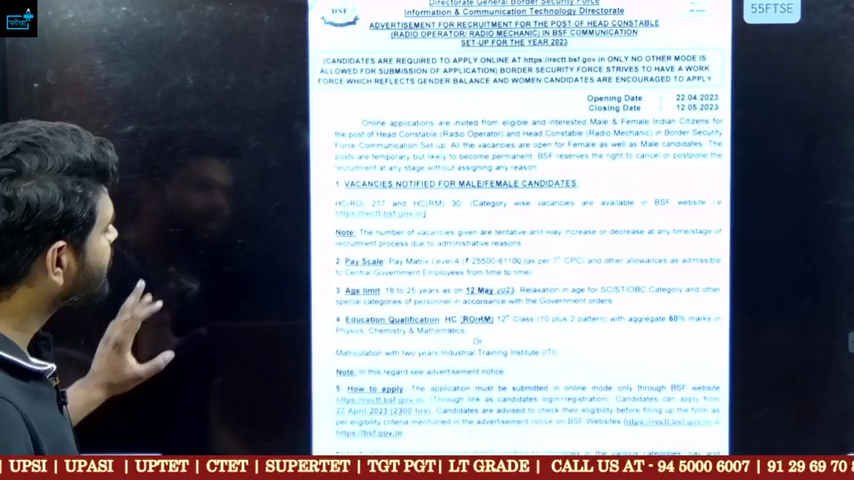 परीक्षा
BSF
Directorate General Border Security Force
Information & Communication Technology Directorate
ADVERTISEMENT FOR RECRUITMENT FOR THE POST OF HEAD CONSTABLE
(RADIO OPERATOR/ RADIO MECHANIC) IN BSF COMMUNICATION
SET-UP FOR THE YEAR 2023
55FTSE
(CANDIDATES ARE REQUIRED TO APPLY ONLINE AT https://rectt.bsf.gov.in ONLY NO OTHER MODE IS
ALLOWED FOR SUBMISSION OF APPLICATION) BORDER SECURITY FORCE STRIVES TO HAVE A WORK
FORCE WHICH REFLECTS GENDER BALANCE AND WOMEN CANDIDATES ARE ENCOURAGED TO APPLY
Opening Date : 22.04.2023
Closing Date : 12.05.2023
Online applications are invited from eligible and interested Male & Female Indian Citizens for
the post of Head Constable (Radio Operator) and Head Constable (Radio Mechanic) in Border Security
Force Communication Set-up. All the vacancies are open for Female as well as Male candidates. The
posts are temporary but likely to become permanent. BSF reserves the right to cancel or postpone the
recruitment at any stage without assigning any reason.
1 VACANCIES NOTIFIED FOR MALE/FEMALE CANDIDATES
HC(RO) 217 and HC(RM) 30 (Category wise vacancies are available in BSF website i.e
https://rectt.bsf.gov.in)
Note: The number of vacancies given are tentative and may increase or decrease at any time/stage of
recruitment process due to administrative reasons.
2 Pay Scale: Pay Matrix Level-4 (₹ 25500-81100 (as per 7th CPC) and other allowances as admissible
to Central Government Employees from time to time)
3 Age limit 18 to 25 years as on 12 May 2023. Relaxation in age for SC/ST/OBC Category and other
special categories of personnel in accordance with the Government orders
4 Education Qualification HC (RO/RM) 12th Class (10 plus 2 pattern) with aggregate 60% marks in
Physics, Chemistry & Mathematics.
Or
Matriculation with two years Industrial Training Institute (ITI)
Note: In this regard see advertisement notice.
5 How to apply The application must be submitted in online mode only through BSF website
https://rectt.bsf.gov.in (Through link as candidates login/registration). Candidates can apply from
22 April 2023 (2300 hrs). Candidates are advised to check their eligibility before filling up the form as
per eligibility criteria mentioned in the advertisement notice on BSF Websites https://rectt.bsf.gov.in
https://bsf.gov.in
| UPSI | UPASI | UPTET | CTET | SUPERTET | TGT PGT| LT GRADE | CALL US AT - 94 5000 6007 | 91 29 69 70 8